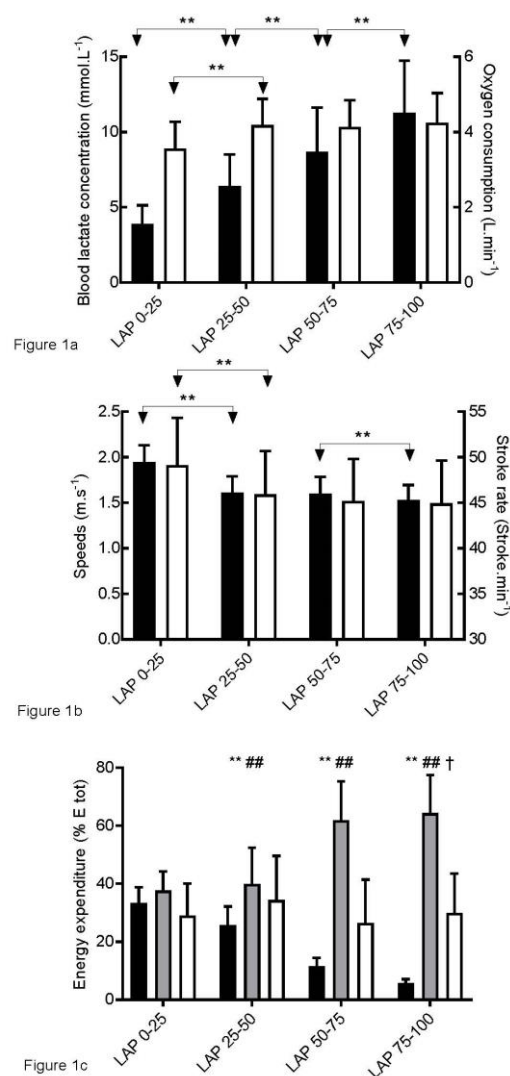 ** ** **
**
Blood lactate concentration (mmol.L-1)
15
10
5
0
Oxygen consumption (L.min-1)
6
4
2
0
LAP 0-25
LAP 25-50
LAP 50-75
LAP 75-100
Figure 1a
**
** **
Speeds (m.s-1)
2.5
2.0
1.5
1.0
0.5
0.0
Stroke rate (Stroke.min-1)
55
50
45
40
35
30
LAP 0-25
LAP 25-50
LAP 50-75
LAP 75-100
Figure 1b
** ## ** ## ** ## †
Energy expenditure (% E tot)
80
60
40
20
0
LAP 0-25
LAP 25-50
LAP 50-75
LAP 75-100
Figure 1c